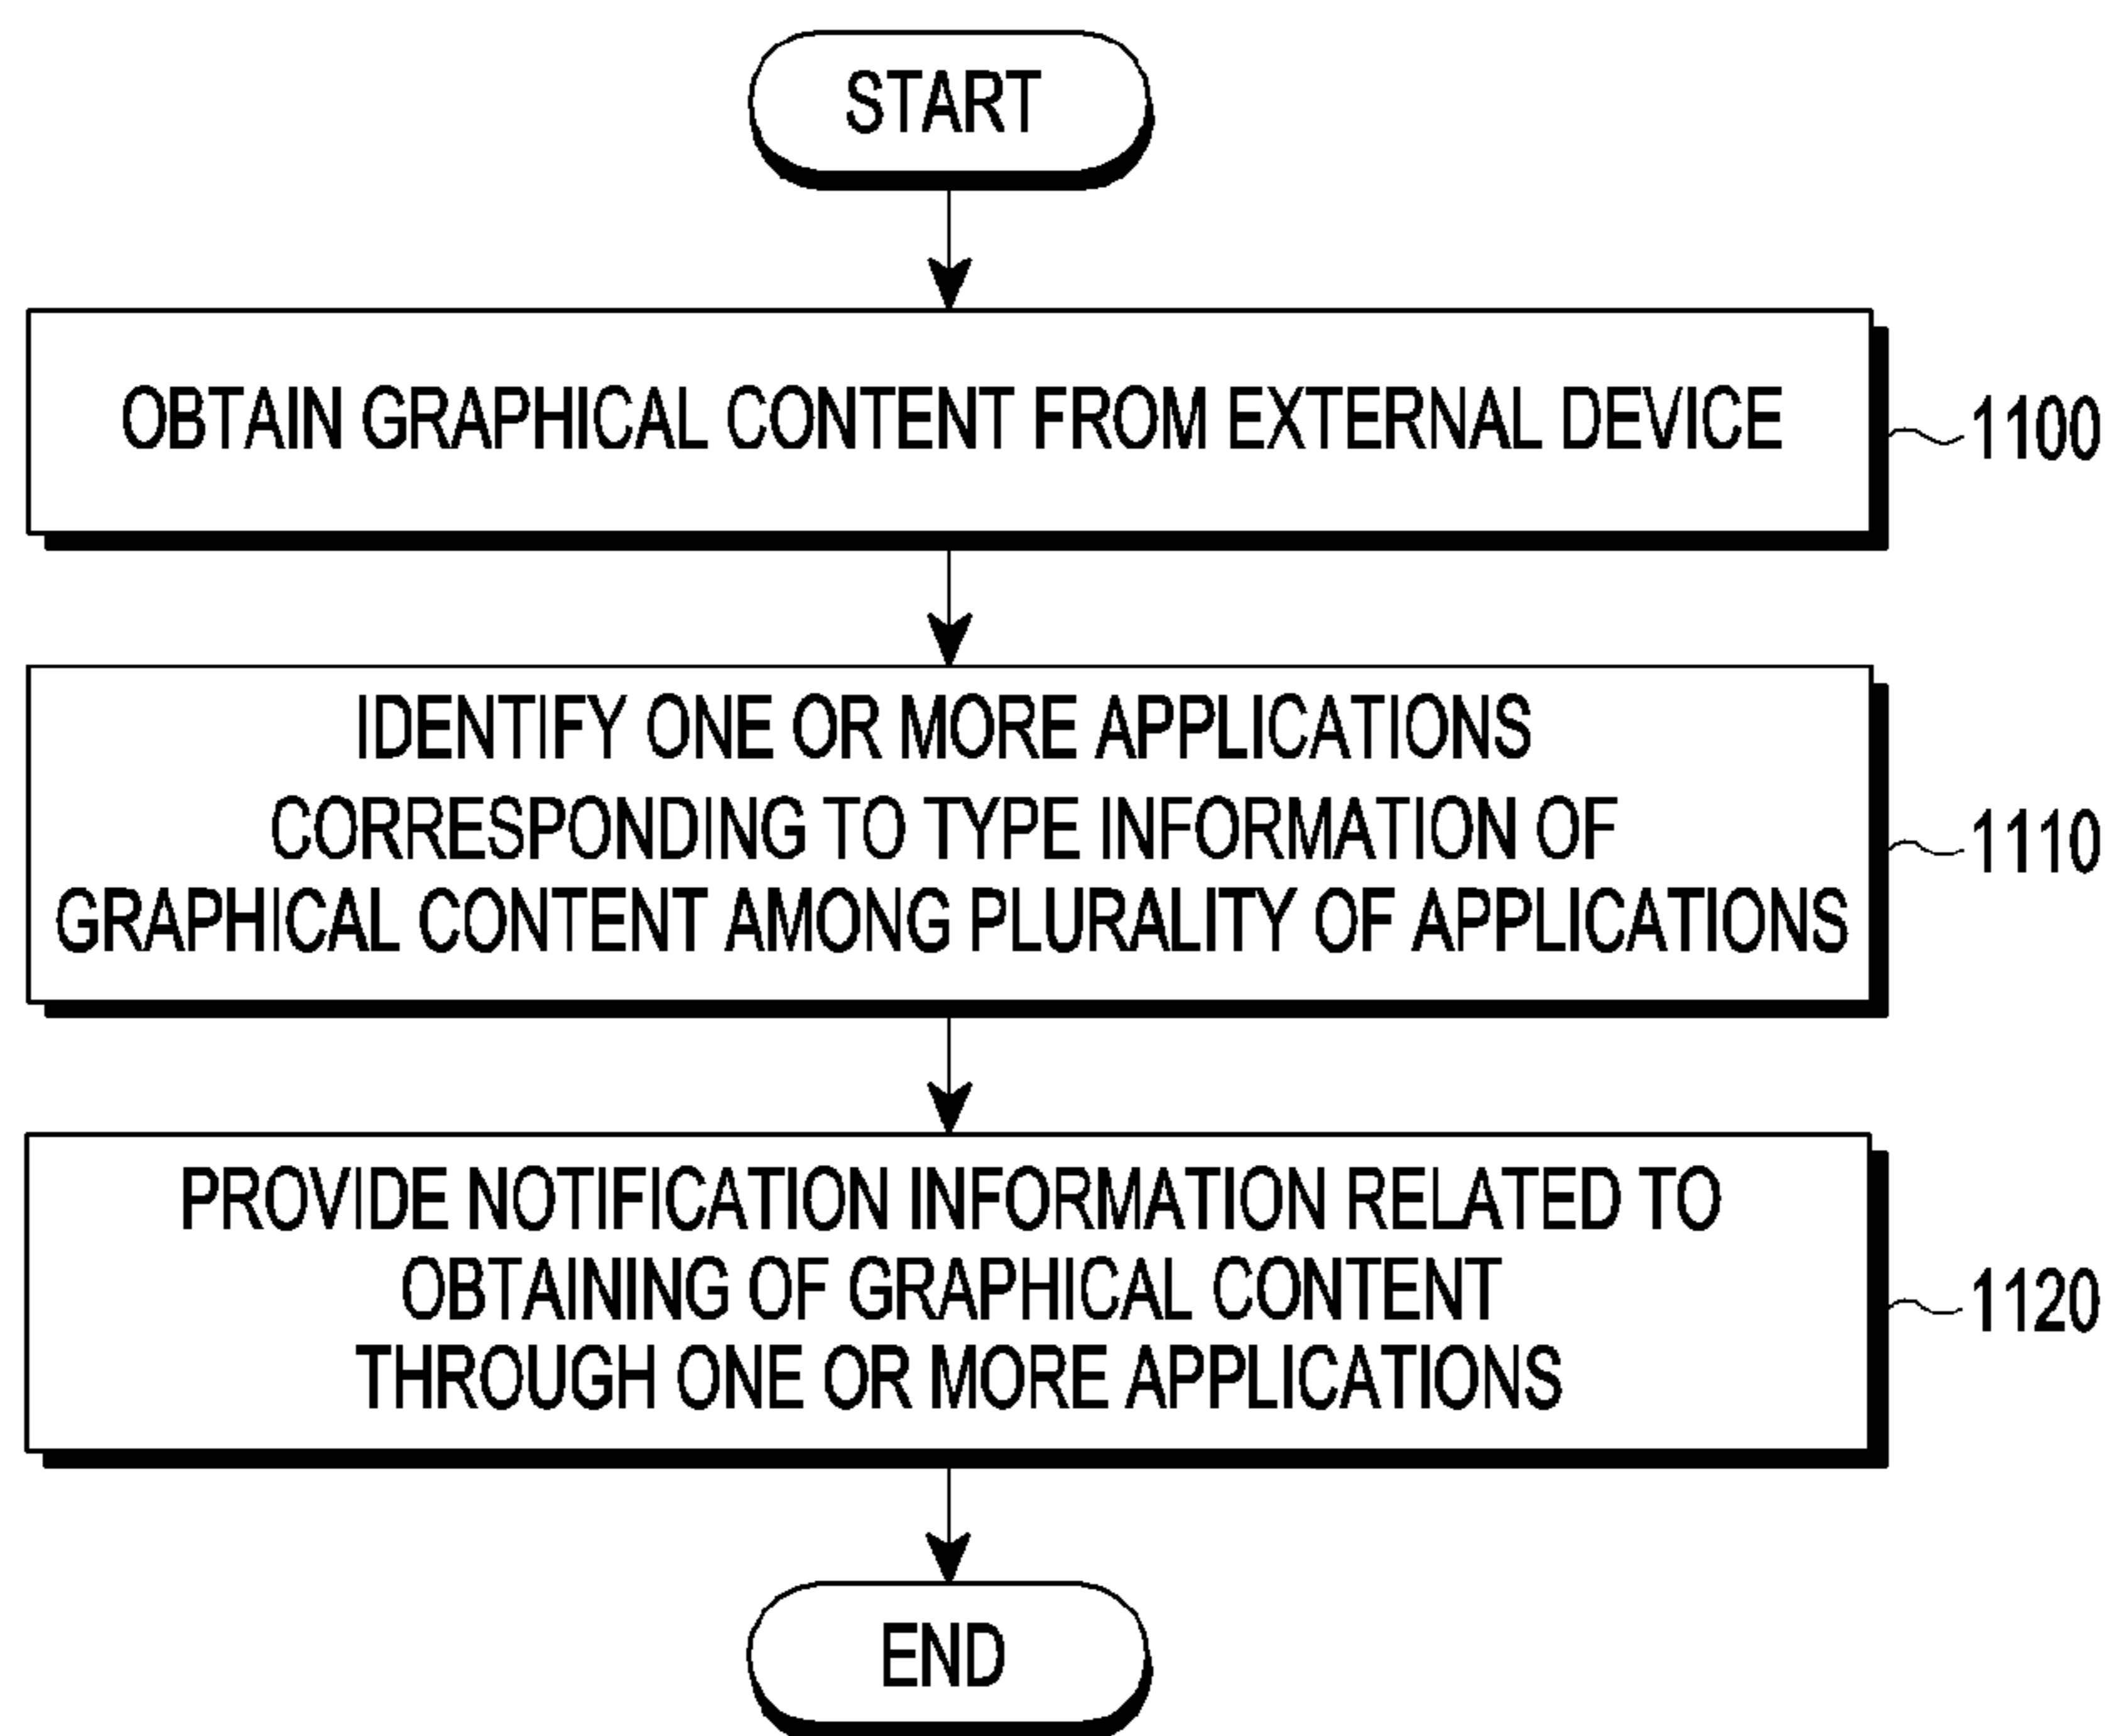 START
OBTAIN GRAPHICAL CONTENT FROM EXTERNAL DEVICE
1100
IDENTIFY ONE OR MORE APPLICATIONS
CORRESPONDING TO TYPE INFORMATION OF
GRAPHICAL CONTENT AMONG PLURALITY OF APPLICATIONS
1110
PROVIDE NOTIFICATION INFORMATION RELATED TO
OBTAINING OF GRAPHICAL CONTENT
THROUGH ONE OR MORE APPLICATIONS
1120
END